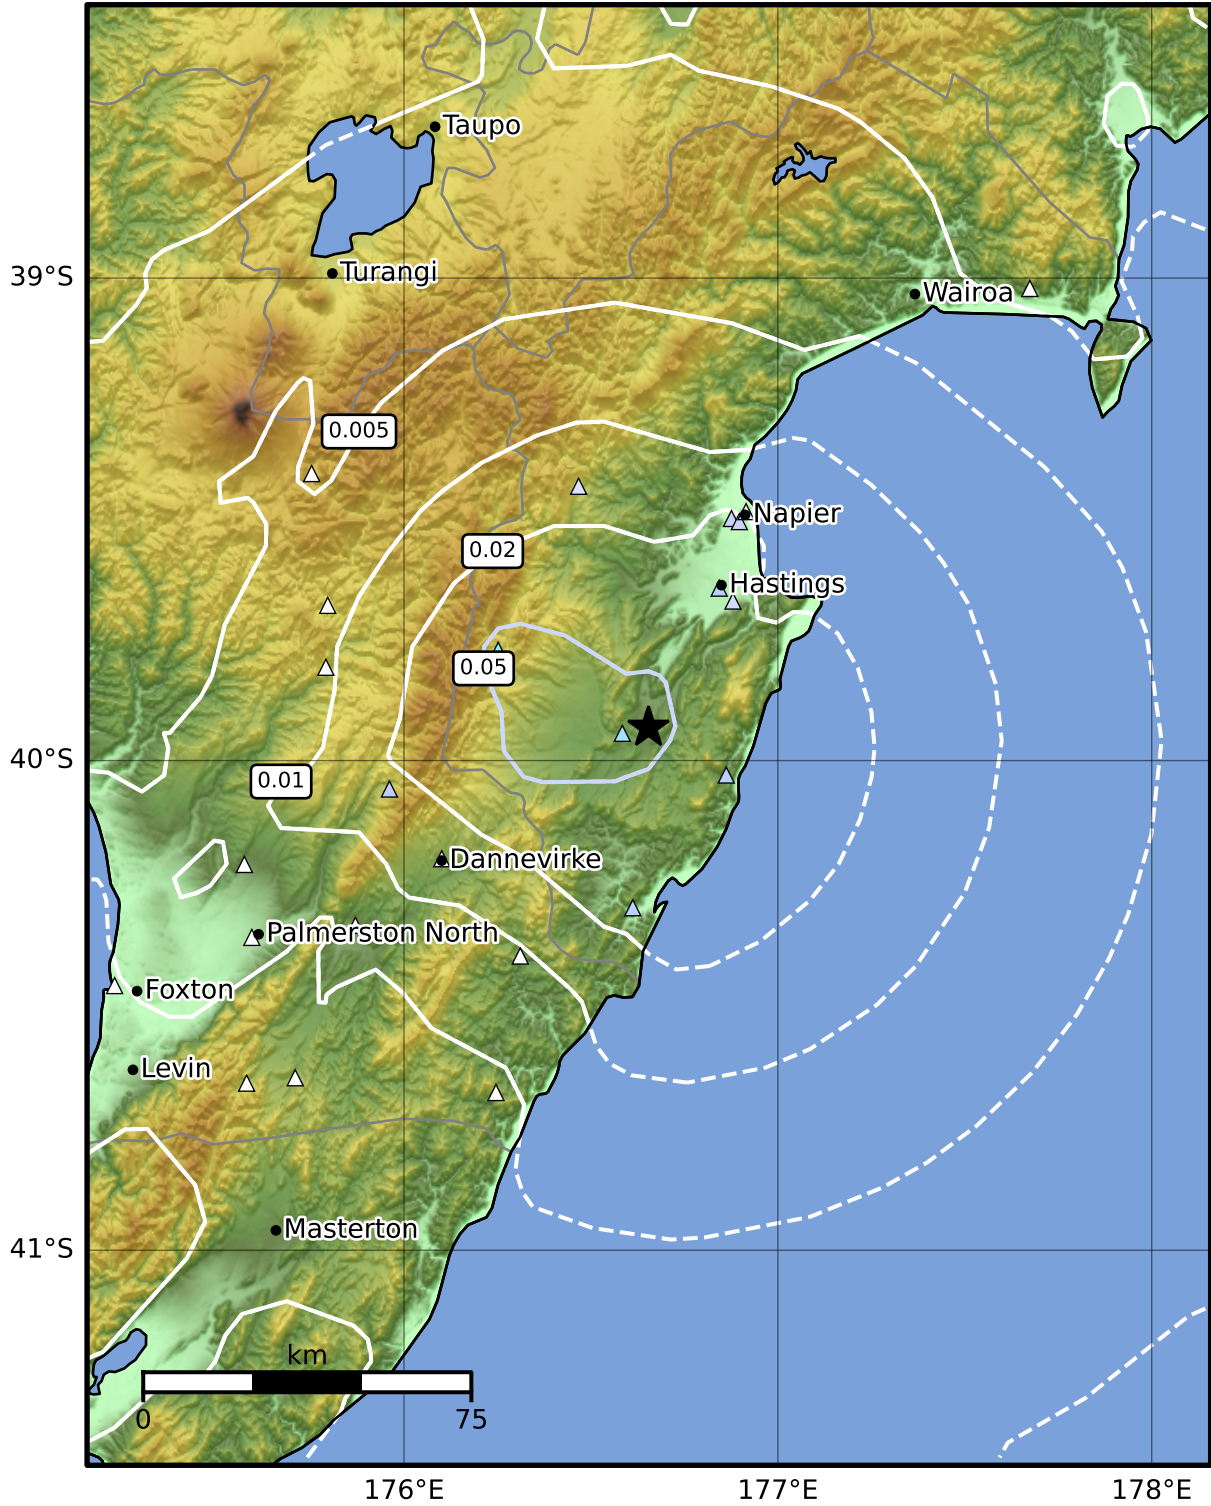 Taupo
39°S
Turangi
Wairoa
0.005
Napier
0.02
Hastings
0.05
40°S
0.01
Dannevirke
Palmerston North
Foxton
Levin
Masterton
41°S
km
0 75
176°E 177°E 178°E